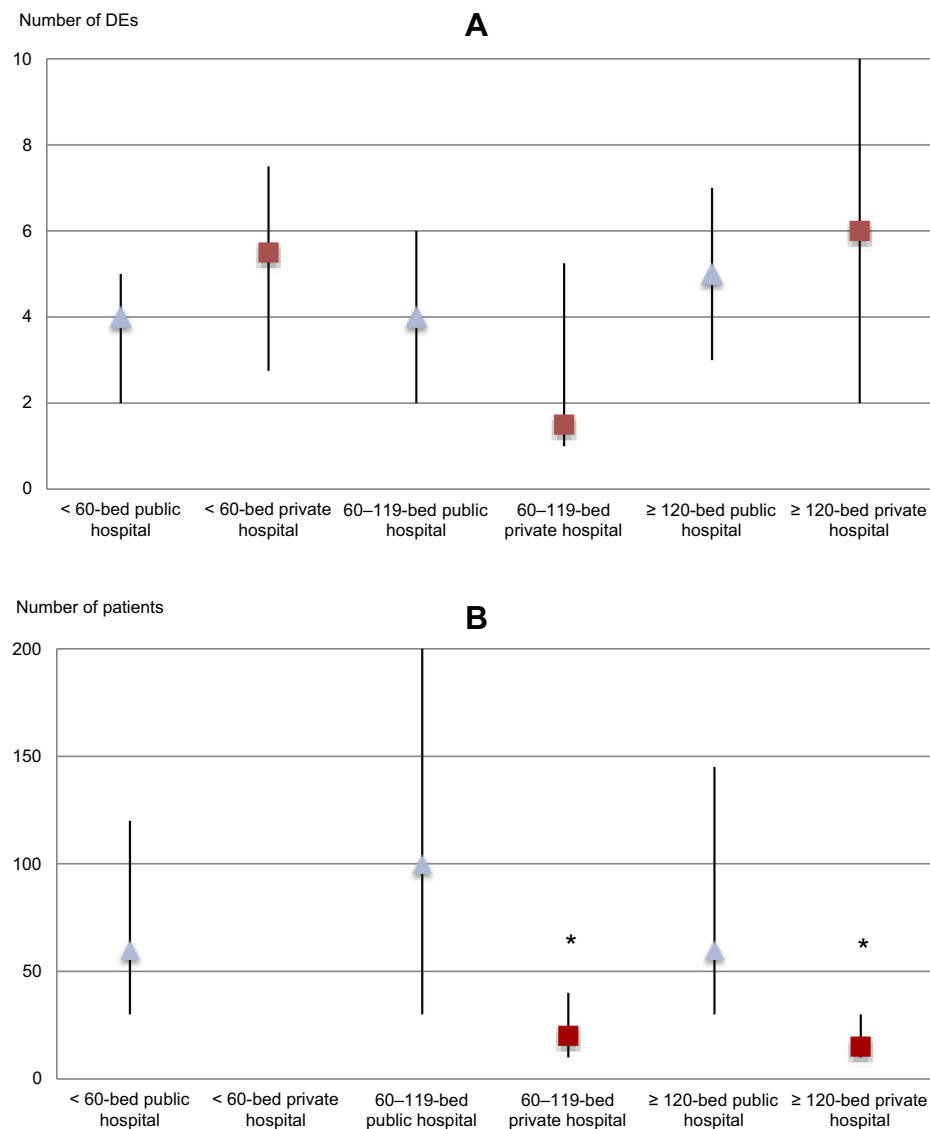 Number of DEs
A
10
8
6
4
2
0
< 60-bed public
hospital
< 60-bed private
hospital
60–119-bed public
hospital
60–119-bed
private hospital
≥ 120-bed public
hospital
≥ 120-bed private
hospital
Number of patients
B
200
150
100
50
0
*
*
< 60-bed public
hospital
< 60-bed private
hospital
60–119-bed
public hospital
60–119-bed
private hospital
≥ 120-bed public
hospital
≥ 120-bed private
hospital